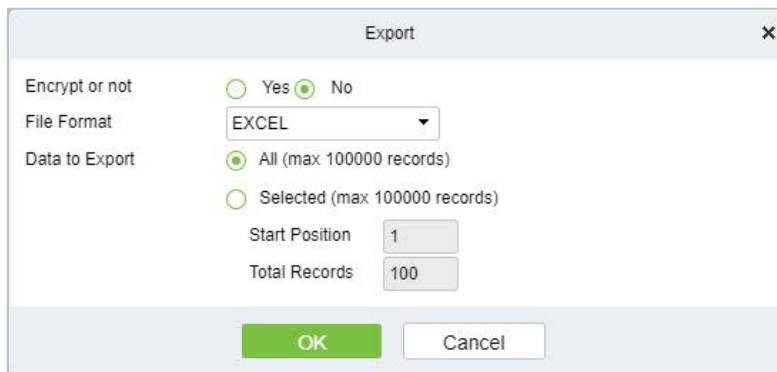 Export
Encrypt or not Yes No
File Format EXCEL
Data to Export All (max 100000 records)
Selected (max 100000 records)
Start Position 1
Total Records 100
OK Cancel